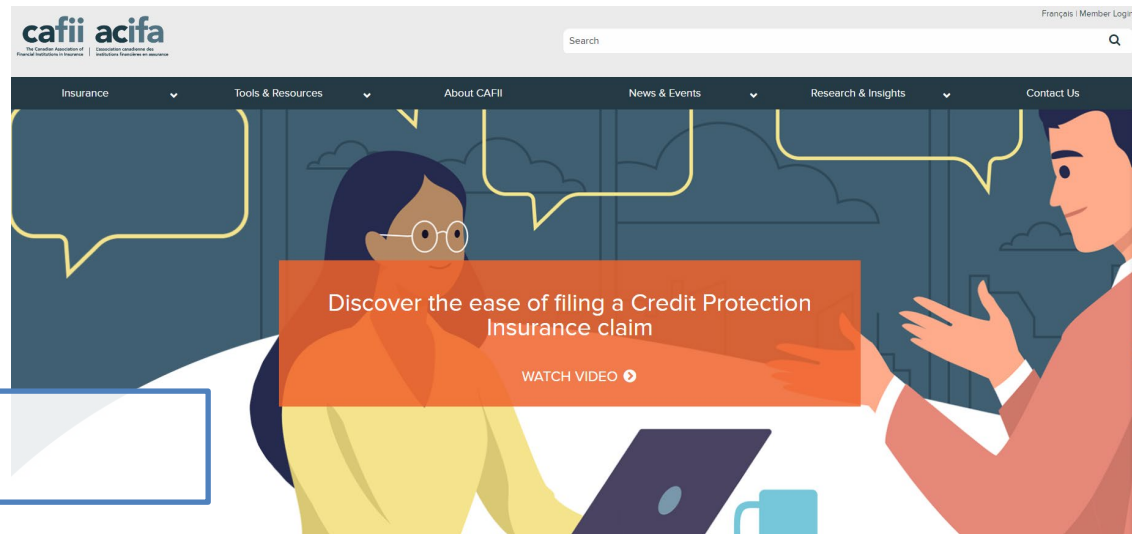 Français | Member Login
cafii acifa
The Canadian Association of Financial Institutions in Insurance | L'association canadienne des institutions financières en assurance
Search
Insurance Tools & Resources About CAFII News & Events Research & Insights Contact Us
Discover the ease of filing a Credit Protection
Insurance claim
WATCH VIDEO